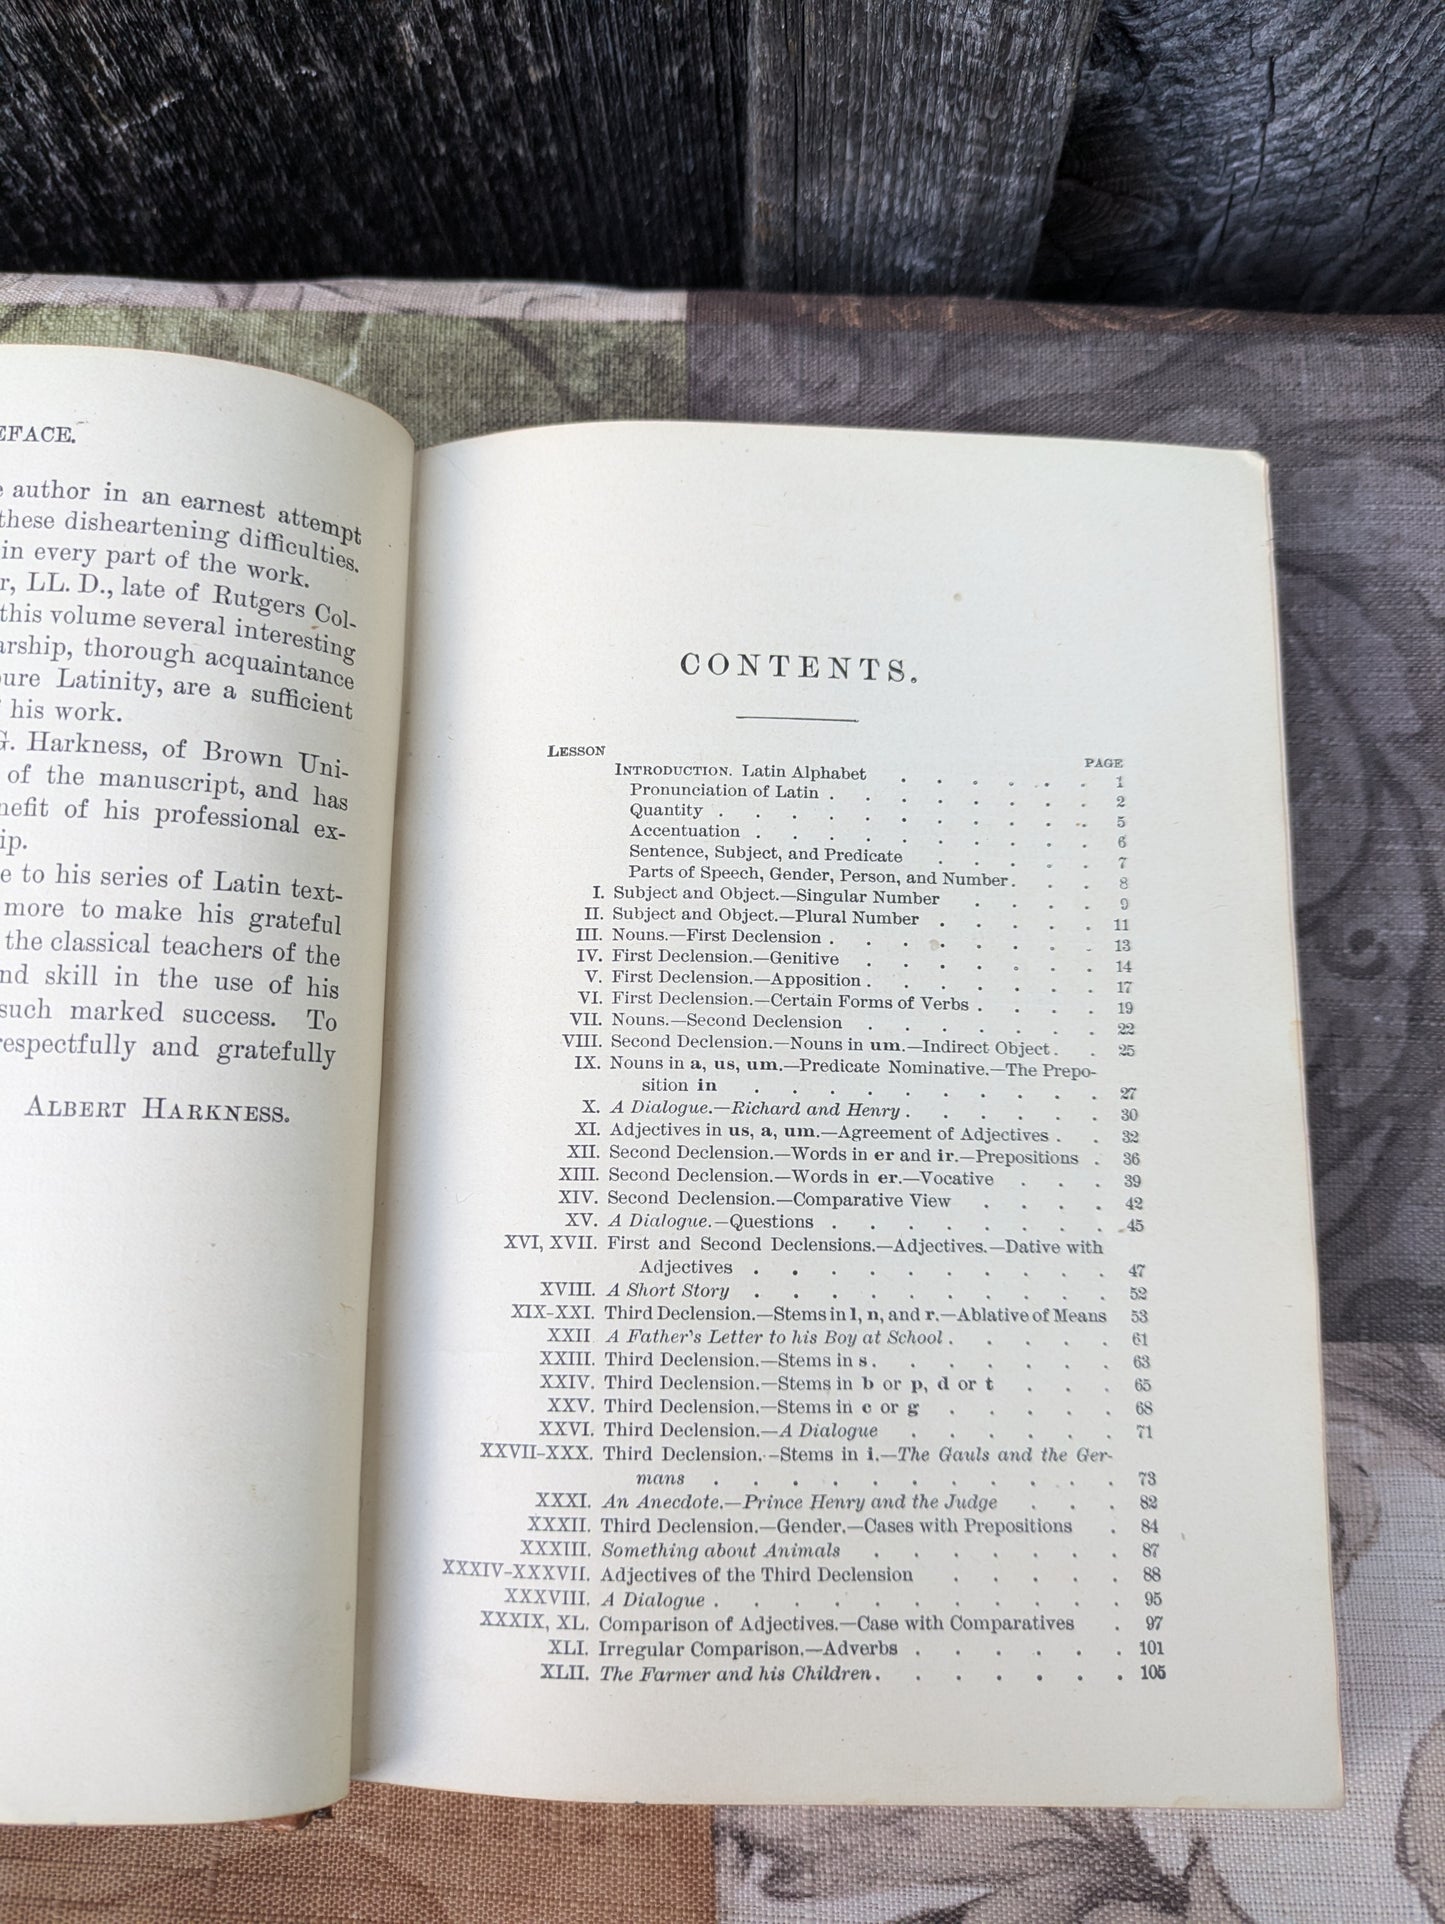 EFACE.
author in an earnest attempt
these disheartening difficulties.
in every part of the work.
r, LL. D., late of Rutgers Col-
this volume several interesting
arship, thorough acquaintance
ure Latinity, are a sufficient
his work.
G. Harkness, of Brown Uni-
of the manuscript, and has
nefit of his professional ex-
ip.
e to his series of Latin text-
more to make his grateful
the classical teachers of the
nd skill in the use of his
such marked success. To
respectfully and gratefully
ALBERT HARKNESS.
CONTENTS.
LESSON PAGE
INTRODUCTION. Latin Alphabet . . . . . . 1
Pronunciation of Latin . . . . . . . . 2
Quantity . . . . . . . . . . 5
Accentuation . . . . . . . . . 6
Sentence, Subject, and Predicate . . . . . 7
Parts of Speech, Gender, Person, and Number . . . 8
I. Subject and Object.—Singular Number . . . . 9
II. Subject and Object.—Plural Number . . . . . 11
III. Nouns.—First Declension . . . . . . . . 13
IV. First Declension.—Genitive . . . . . . . 14
V. First Declension.—Apposition . . . . . . . 17
VI. First Declension.—Certain Forms of Verbs . . . . 19
VII. Nouns.—Second Declension . . . . . . . 22
VIII. Second Declension.—Nouns in um.—Indirect Object . . 25
IX. Nouns in a, us, um.—Predicate Nominative.—The Prepo-
sition in . . . . . . . . . . 27
X. A Dialogue.—Richard and Henry . . . . . . 30
XI. Adjectives in us, a, um.—Agreement of Adjectives . . 32
XII. Second Declension.—Words in er and ir.—Prepositions . 36
XIII. Second Declension.—Words in er.—Vocative . . . 39
XIV. Second Declension.—Comparative View . . . . 42
XV. A Dialogue.—Questions . . . . . . . . 45
XVI, XVII. First and Second Declensions.—Adjectives.—Dative with
Adjectives . . . . . . . . . . 47
XVIII. A Short Story . . . . . . . . . . 52
XIX-XXI. Third Declension.—Stems in l, n, and r.—Ablative of Means 53
XXII A Father's Letter to his Boy at School . . . . . 61
XXIII. Third Declension.—Stems in s . . . . . . . 63
XXIV. Third Declension.—Stems in b or p, d or t . . . 65
XXV. Third Declension.—Stems in c or g . . . . . 68
XXVI. Third Declension.—A Dialogue . . . . . . 71
XXVII-XXX. Third Declension.—Stems in i.—The Gauls and the Ger-
mans . . . . . . . . . . . 73
XXXI. An Anecdote.—Prince Henry and the Judge . . . 82
XXXII. Third Declension.—Gender.—Cases with Prepositions . 84
XXXIII. Something about Animals . . . . . . . 87
XXXIV-XXXVII. Adjectives of the Third Declension . . . . . 88
XXXVIII. A Dialogue . . . . . . . . . . . 95
XXXIX, XL. Comparison of Adjectives.—Case with Comparatives . 97
XLI. Irregular Comparison.—Adverbs . . . . . . 101
XLII. The Farmer and his Children . . . . . . . 105